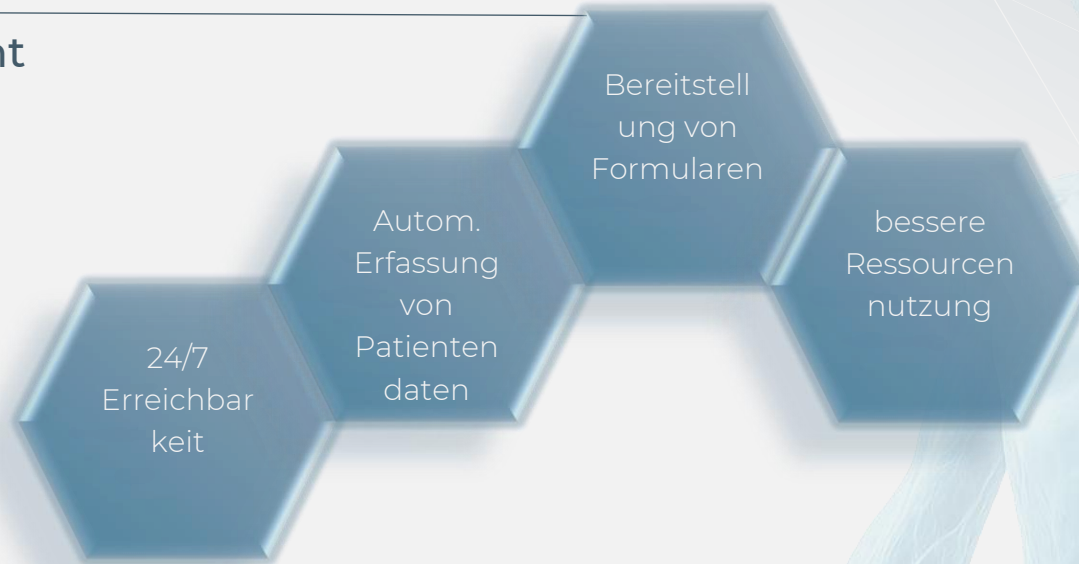 nt
24/7
Erreichbar
keit
Autom.
Erfassung
von
Patienten
daten
Bereitstell
ung von
Formularen
bessere
Ressourcen
nutzung